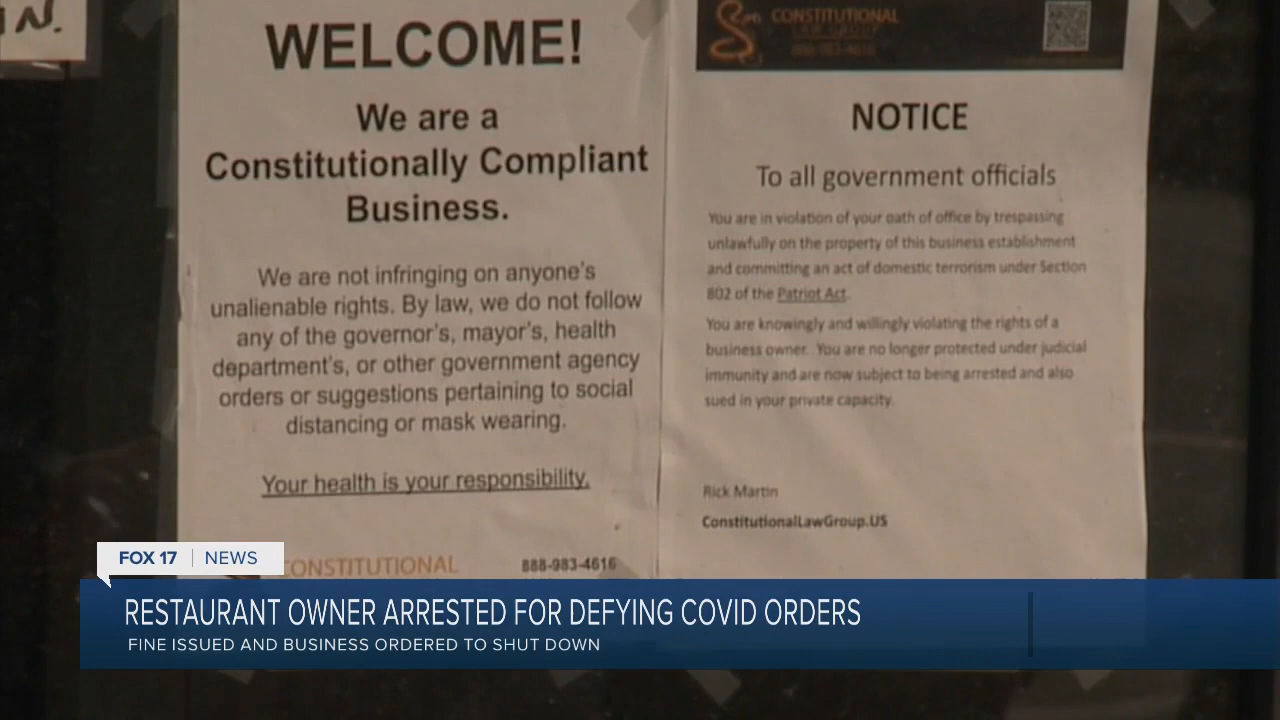 WELCOME!
We are a
Constitutionally Compliant
Business.
We are not infringing on anyone's
unalienable rights. By law, we do not follow
any of the governor's, mayor's, health
department's, or other government agency
orders or suggestions pertaining to social
distancing or mask wearing.
Your health is your responsibility.
CONSTITUTIONAL
888-983-4616
CONSTITUTIONAL
LAW GROUP
888-983-4616
NOTICE
To all government officials
You are in violation of your oath of office by trespassing
unlawfully on the property of this business establishment
and committing an act of domestic terrorism under Section
802 of the Patriot Act.
You are knowingly and willingly violating the rights of a
business owner. You are no longer protected under judicial
immunity and are now subject to being arrested and also
sued in your private capacity.
Rick Martin
ConstitutionalLawGroup.US
FOX 17 | NEWS
RESTAURANT OWNER ARRESTED FOR DEFYING COVID ORDERS
FINE ISSUED AND BUSINESS ORDERED TO SHUT DOWN